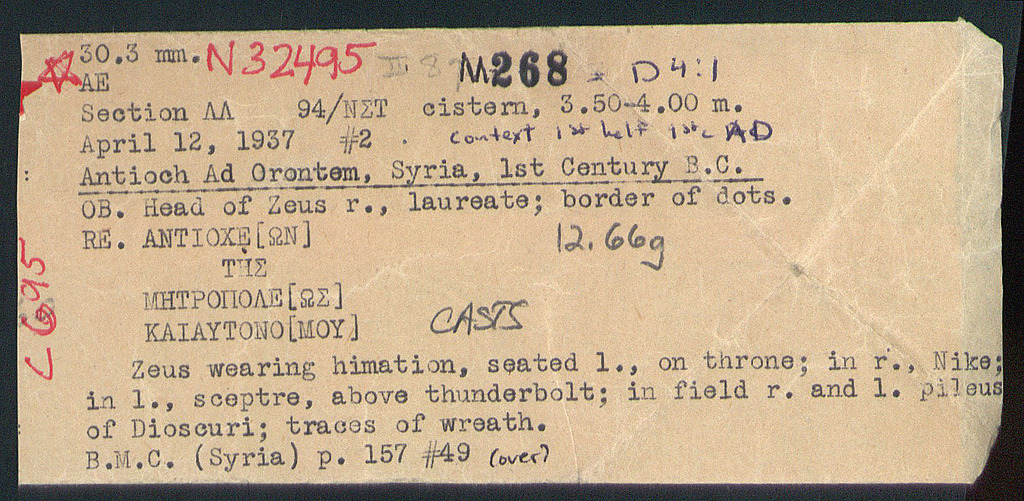 30.3 mm. N32495 M268 - D4:1
AE
Section ΛΛ 94/ΝΣΤ cistern, 3.50-4.00 m.
April 12, 1937 #2 . context 1st half 1st c AD
Antioch Ad Orontem, Syria, 1st Century B.C.
OB. Head of Zeus r., laureate; border of dots.
RE. ΑΝΤΙΟΧΕ[ΩΝ] 12.66g
ΤΗΣ
ΜΗΤΡΟΠΟΛΕ[ΩΣ]
ΚΑΙΑΥΤΟΝΟ[ΜΟΥ] CASTS
Zeus wearing himation, seated l., on throne; in r., Nike;
in l., sceptre, above thunderbolt; in field r. and l. pileus
of Dioscuri; traces of wreath.
B.M.C. (Syria) p. 157 #49 (over)
C695